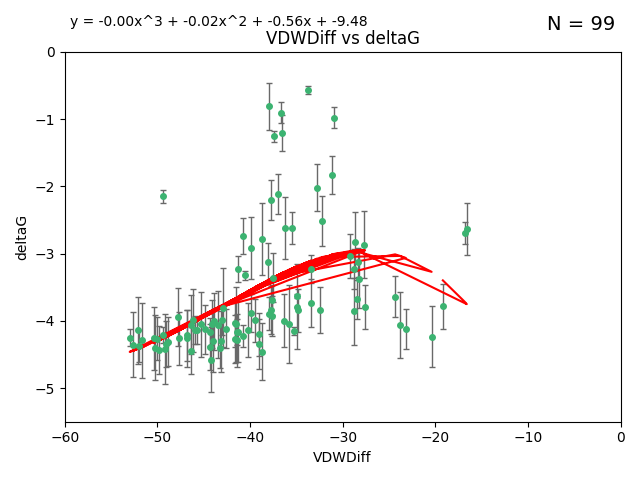 y = -0.00x^3 + -0.02x^2 + -0.56x + -9.48
N = 99
VDWDiff vs deltaG
0
−1
−2
−3
−4
−5
deltaG
−60 −50 −40 −30 −20 −10 0
VDWDiff